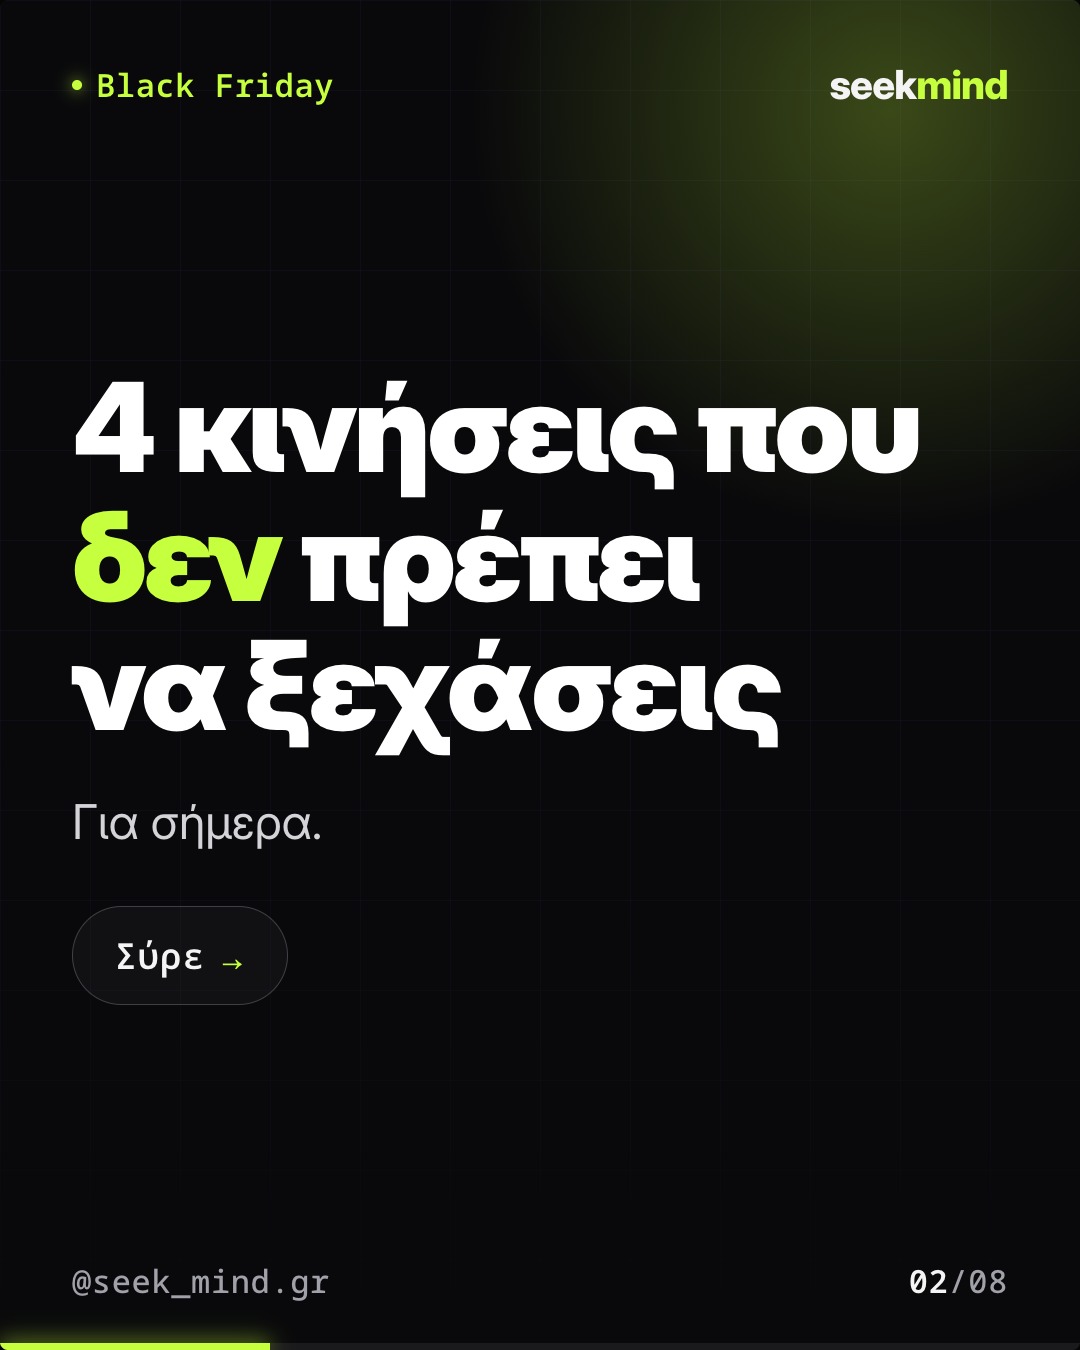 Black Friday
seekmind
4 κινήσεις που
δεν πρέπει
να ξεχάσεις
Για σήμερα.
Σύρε →
@seek_mind.gr
02/08